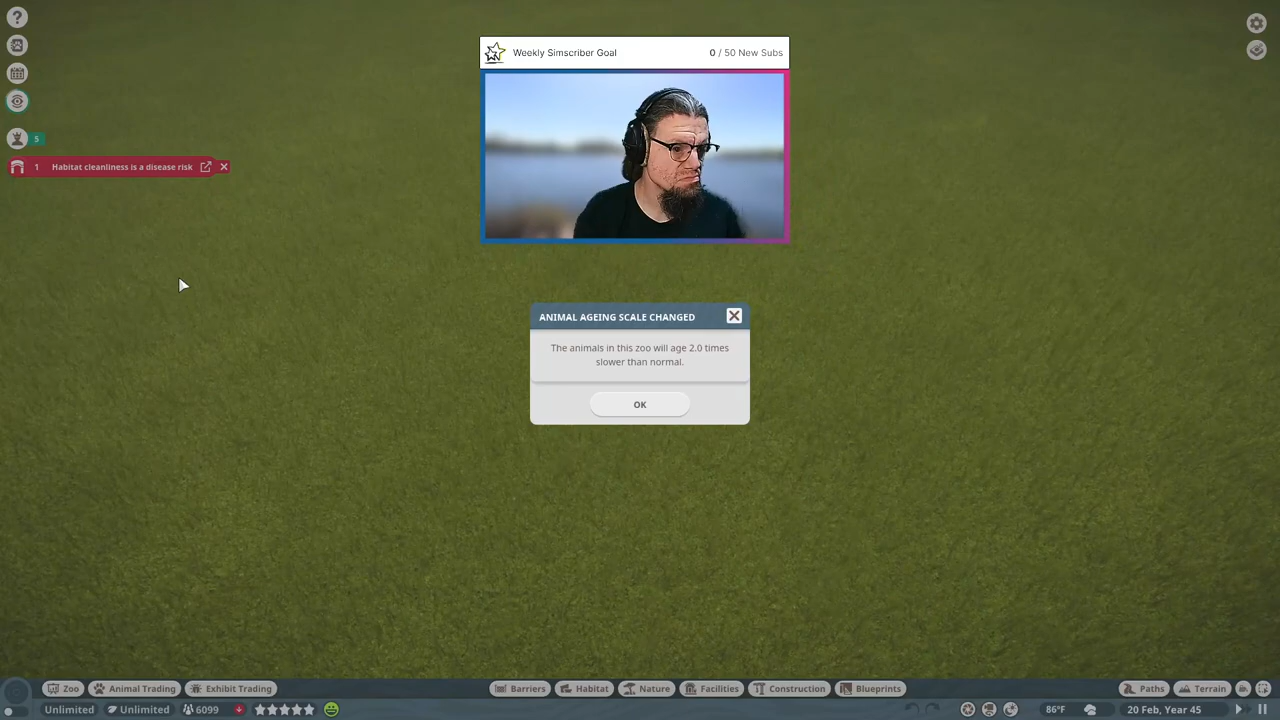 Weekly Simscriber Goal 0 / 50 New Subs
5
1 Habitat cleanliness is a disease risk
ANIMAL AGEING SCALE CHANGED
The animals in this zoo will age 2.0 times
slower than normal.
OK
Zoo Animal Trading Exhibit Trading Barriers Habitat Nature Facilities Construction Blueprints Paths Terrain
Unlimited Unlimited 6099 86°F 20 Feb, Year 45